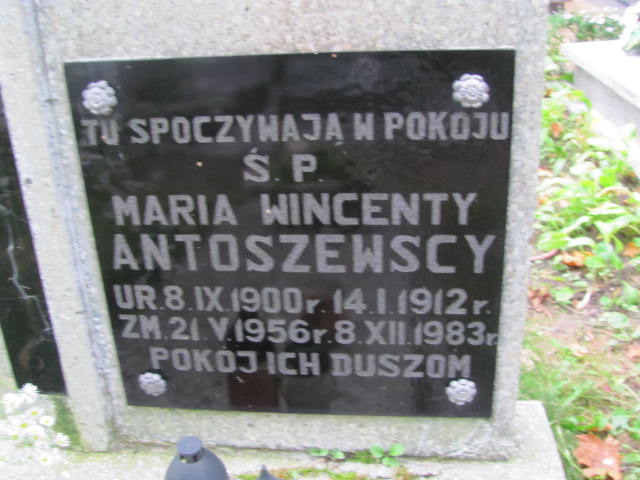 TU SPOCZYWAJĄ W POKOJU
Ś. P.
MARIA WINCENTY
ANTOSZEWSCY
UR. 8. IX. 1900 r. 14. I. 1912 r.
ZM. 21. V. 1956 r. 8. XII. 1983 r.
POKÓJ ICH DUSZOM